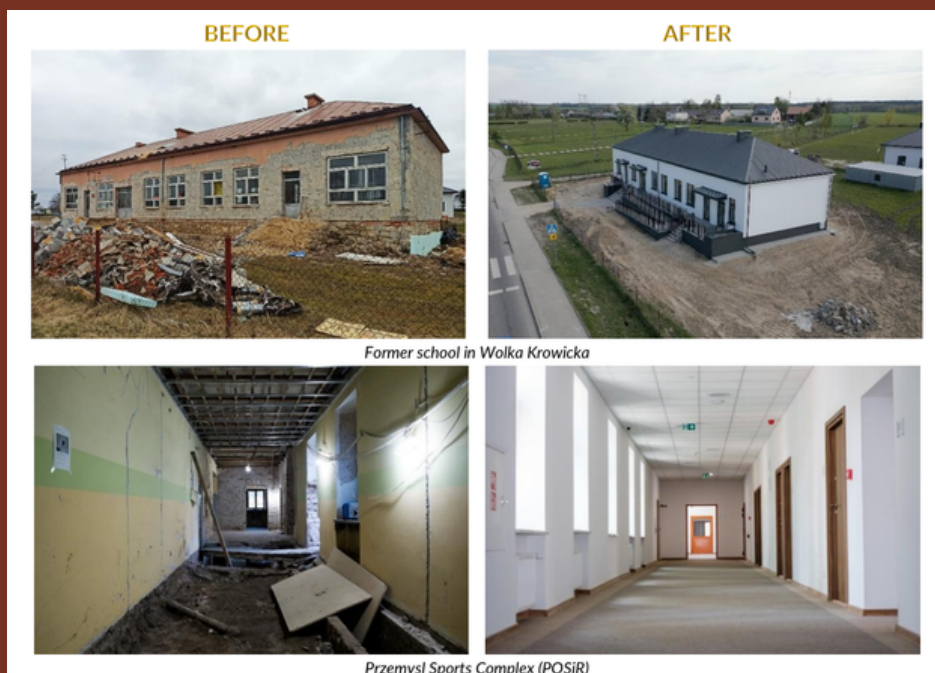 BEFORE
AFTER
Former school in Wolka Krowicka
Przemysl Sports Complex (POSiR)